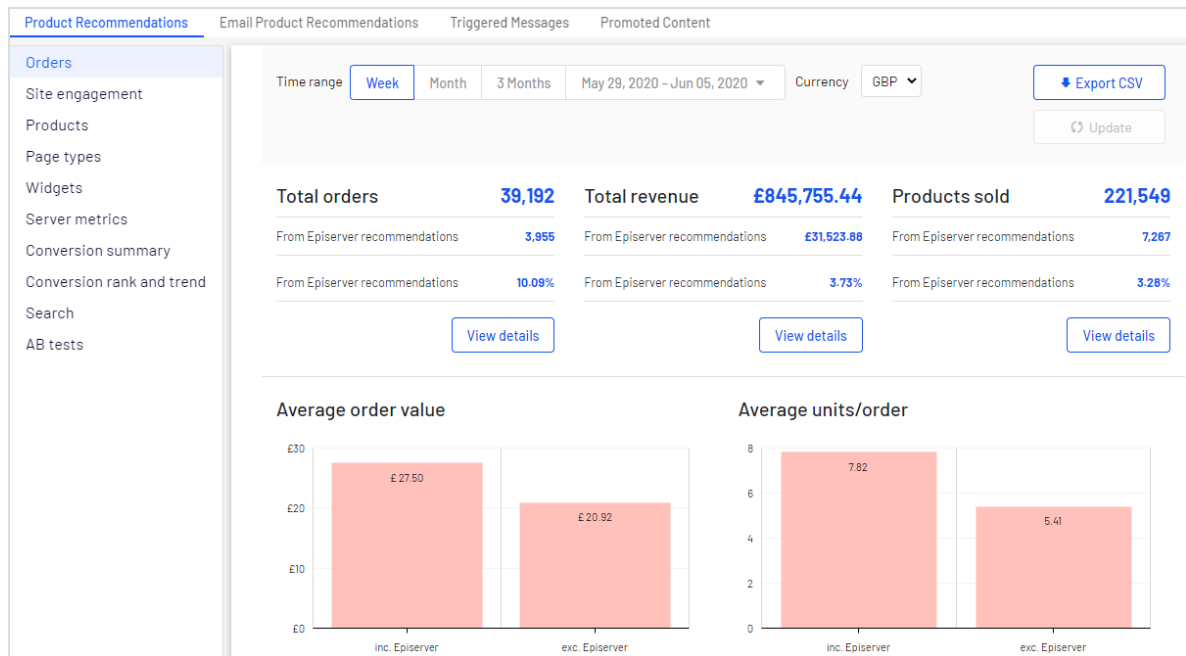 Product Recommendations Email Product Recommendations Triggered Messages Promoted Content
Orders
Site engagement
Products
Page types
Widgets
Server metrics
Conversion summary
Conversion rank and trend
Search
AB tests
Time range Week Month 3 Months May 29, 2020 – Jun 05, 2020 Currency GBP Export CSV
Update
Total orders 39,192 Total revenue £845,755.44 Products sold 221,549
From Episerver recommendations 3,955 From Episerver recommendations £31,523.88 From Episerver recommendations 7,267
From Episerver recommendations 10.09% From Episerver recommendations 3.73% From Episerver recommendations 3.28%
View details View details View details
Average order value Average units/order
£30
£20
£10
£0
£ 27.50
£ 20.92
inc. Episerver exc. Episerver
8
6
4
2
0
7.82
5.41
inc. Episerver exc. Episerver